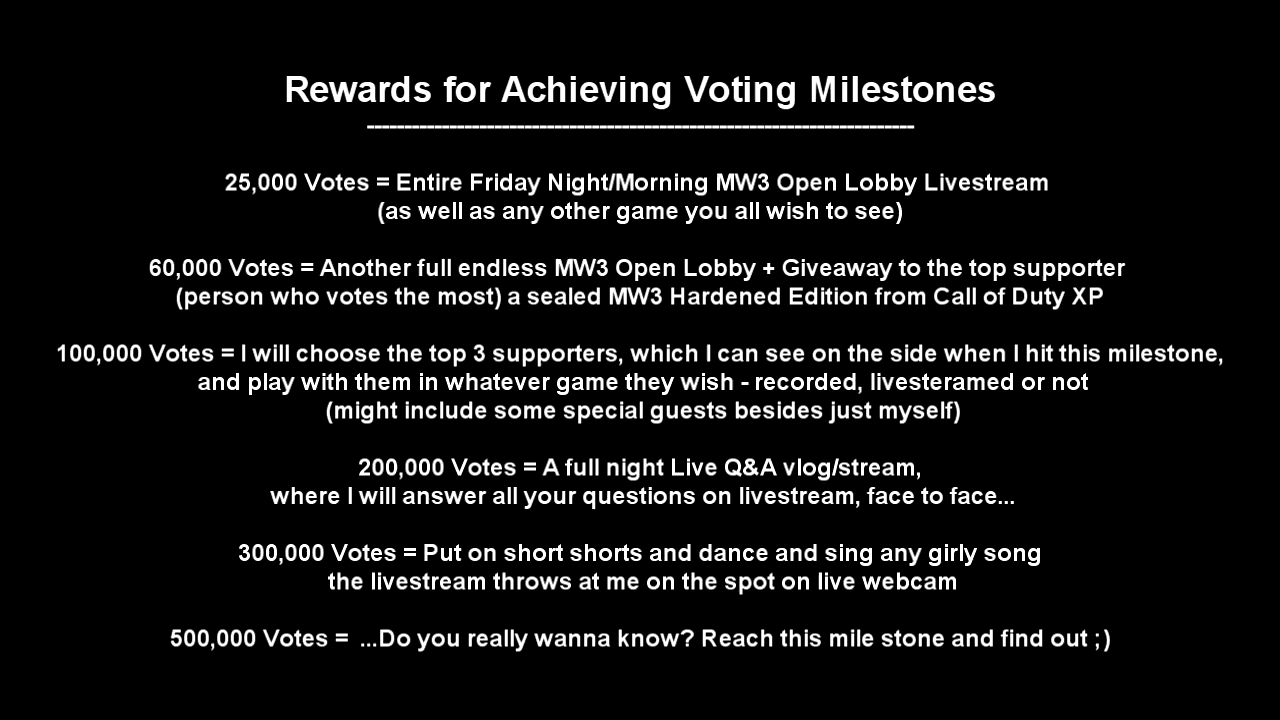 Rewards for Achieving Voting Milestones
-------------------------------------------------------------------------
25,000 Votes = Entire Friday Night/Morning MW3 Open Lobby Livestream
(as well as any other game you all wish to see)
60,000 Votes = Another full endless MW3 Open Lobby + Giveaway to the top supporter
(person who votes the most) a sealed MW3 Hardened Edition from Call of Duty XP
100,000 Votes = I will choose the top 3 supporters, which I can see on the side when I hit this milestone,
and play with them in whatever game they wish - recorded, livesteramed or not
(might include some special guests besides just myself)
200,000 Votes = A full night Live Q&A vlog/stream,
where I will answer all your questions on livestream, face to face...
300,000 Votes = Put on short shorts and dance and sing any girly song
the livestream throws at me on the spot on live webcam
500,000 Votes =  ...Do you really wanna know? Reach this mile stone and find out ;)